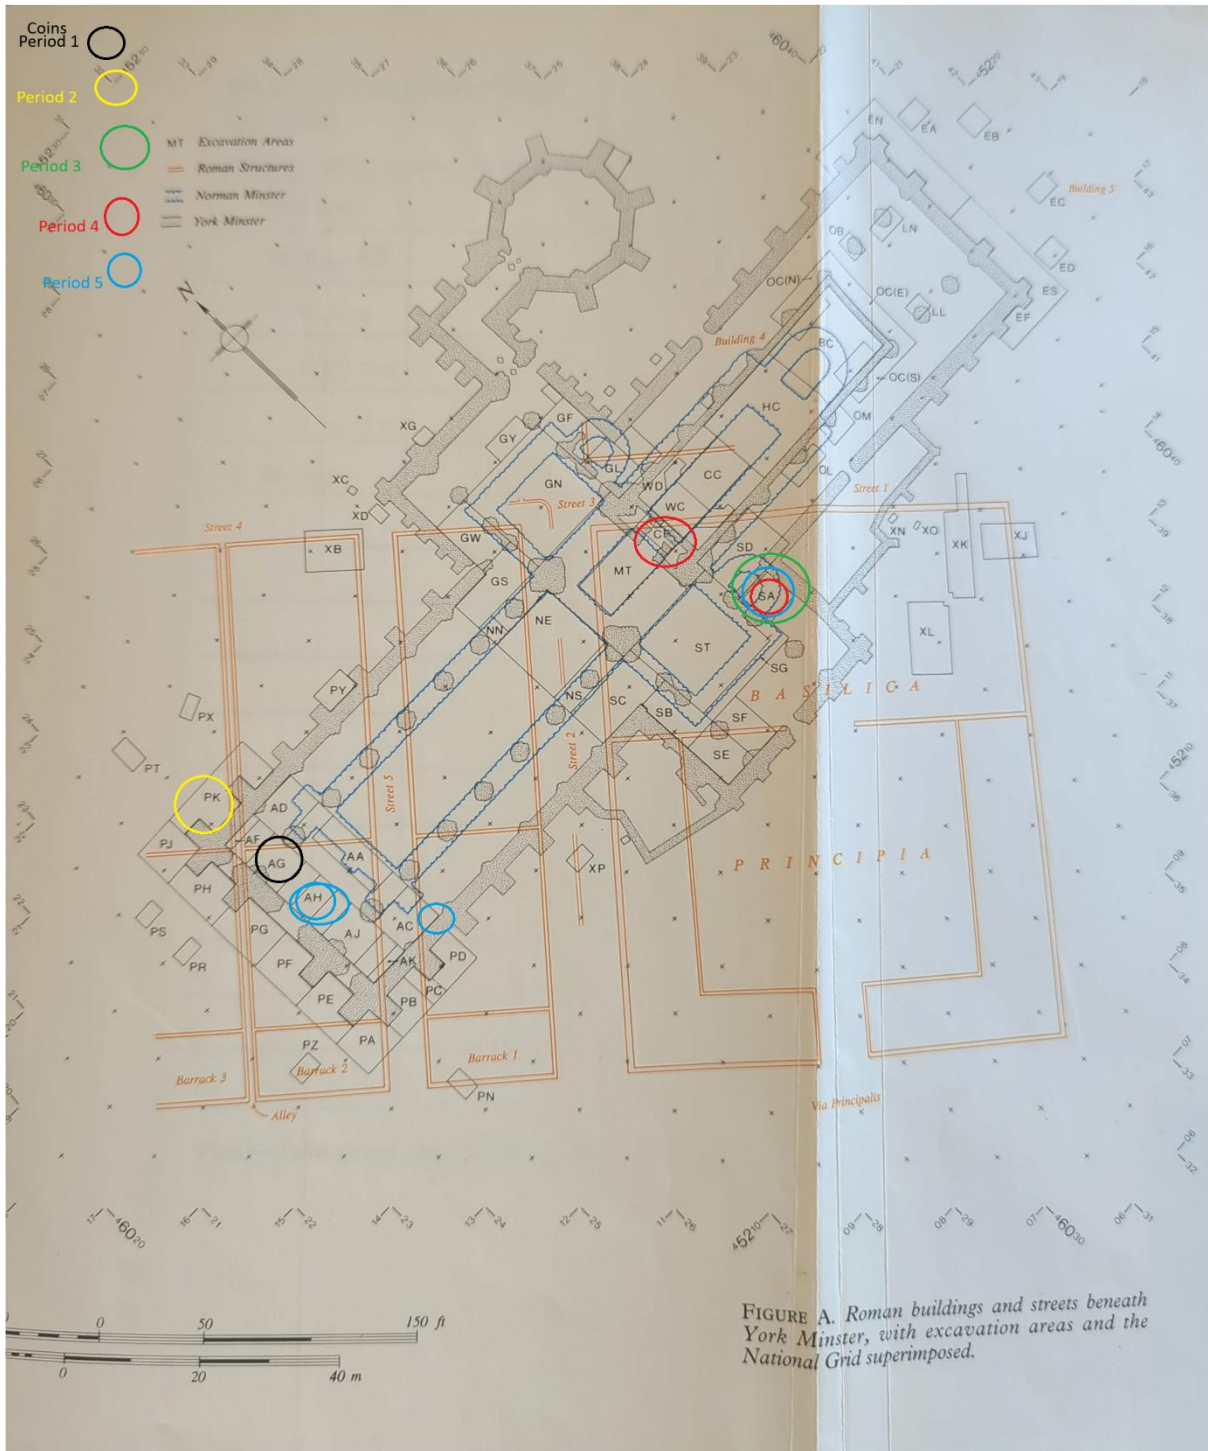 Coins
Period 1
Period 2
Period 3
Period 4
Period 5
MT Excavation Areas
Roman Structures
Norman Minster
York Minster
N
EN
EA
EB
EC
Building 5
ED
ES
EF
OB
LN
OC(N)
OC(E)
LL
Building 4
BC
OC(S)
HC
OM
GF
GY
XG
GL
CC
OL
WD
XC
GN
WC
Street 3
Street 1
XD
Street 4
GW
CR
SD
XN
XO
XK
XJ
XB
MT
GS
SA
NN
NE
XL
ST
SG
PY
NS
SC
BASILICA
PX
SB
SF
SE
PT
Street 2
Street 5
PK
AD
AF
PJ
AA
AG
XP
PRINCIPIA
PH
AH
PS
PG
AJ
AC
PR
PF
AK
PD
PE
PC
PB
PA
PZ
Barrack 1
Barrack 3
Barrack 2
PN
Via Principalis
Alley
0 50 150 ft
0 20 40 m
FIGURE A. Roman buildings and streets beneath
York Minster, with excavation areas and the
National Grid superimposed.